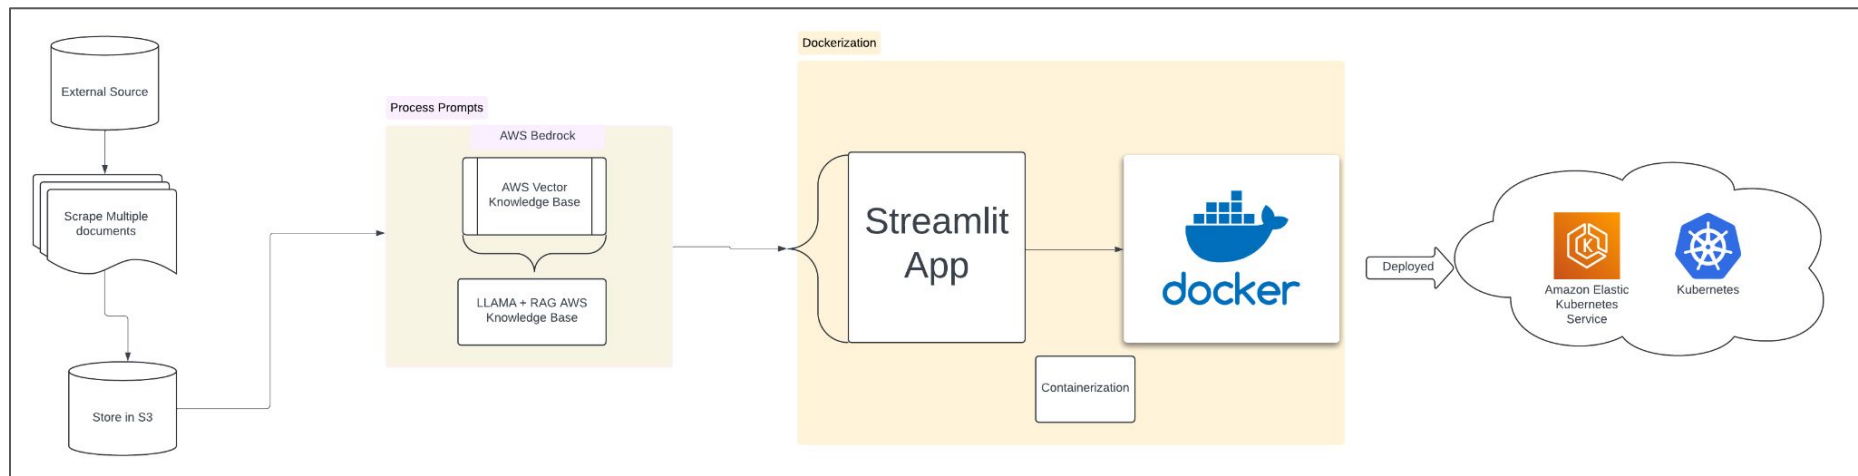 External Source
Scrape Multiple
documents
Store in S3
Process Prompts
AWS Bedrock
AWS Vector
Knowledge Base
LLAMA + RAG AWS
Knowledge Base
Dockerization
Streamlit
App
docker
Containerization
Deployed
Amazon Elastic
Kubernetes
Service
K
Kubernetes